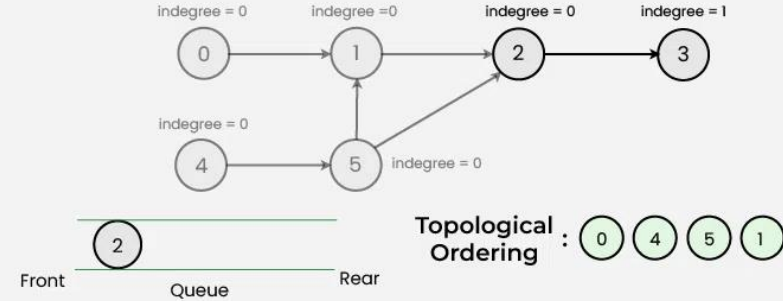 indegree = 0
indegree =0
indegree = 0
indegree = 1
0
1
2
3
indegree = 0
4
5
indegree = 0
2
Topological
Ordering
:
0
4
5
1
Front
Queue
Rear